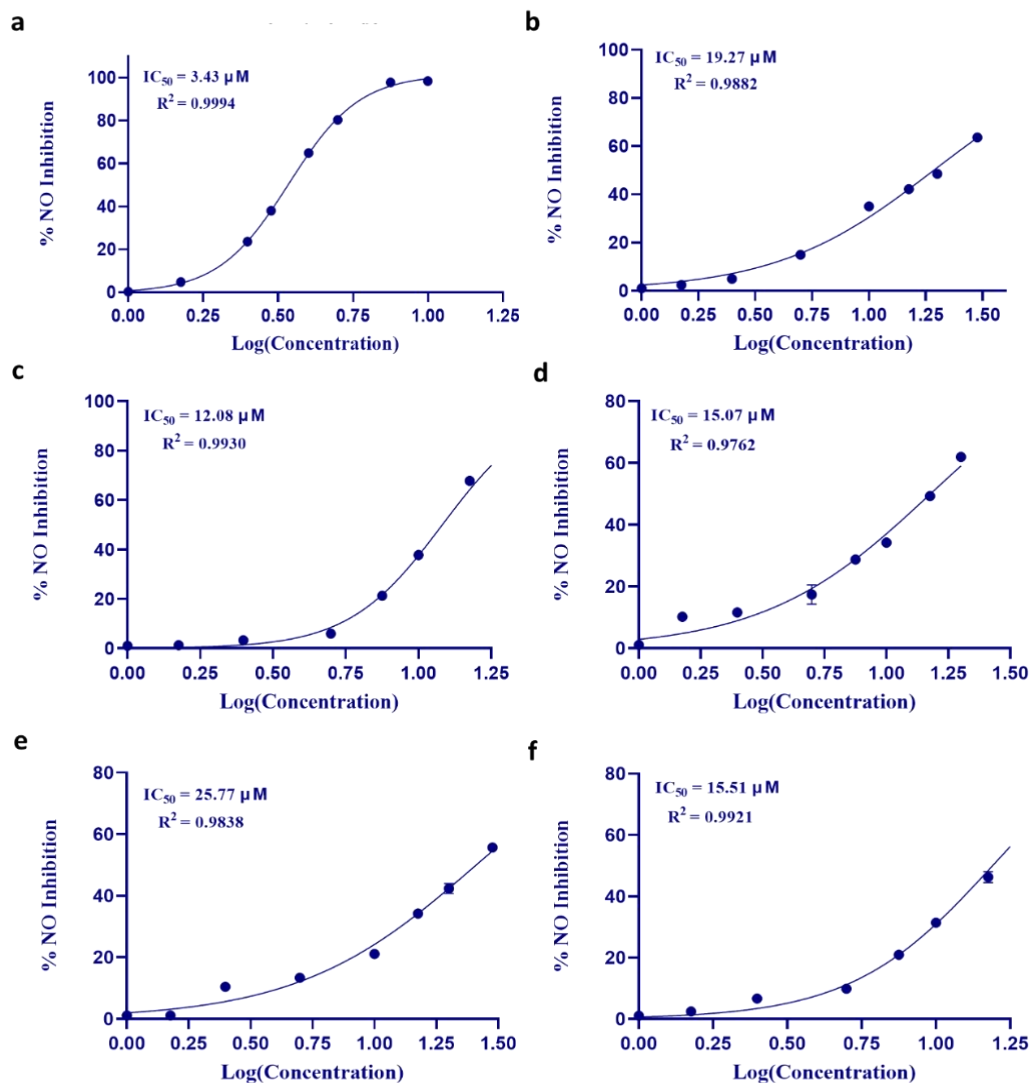 a
IC50 = 3.43 µM
R² = 0.9994
% NO Inhibition
100
80
60
40
20
0
0.00 0.25 0.50 0.75 1.00 1.25
Log(Concentration)
b
IC50 = 19.27 µM
R² = 0.9882
% NO Inhibition
100
80
60
40
20
0
0.00 0.25 0.50 0.75 1.00 1.25 1.50
Log(Concentration)
c
IC50 = 12.08 µM
R² = 0.9930
% NO Inhibition
100
80
60
40
20
0
0.00 0.25 0.50 0.75 1.00 1.25
Log(Concentration)
d
IC50 = 15.07 µM
R² = 0.9762
% NO Inhibition
80
60
40
20
0
0.00 0.25 0.50 0.75 1.00 1.25 1.50
Log(Concentration)
e
IC50 = 25.77 µM
R² = 0.9838
% NO Inhibition
80
60
40
20
0
0.00 0.25 0.50 0.75 1.00 1.25 1.50
Log(Concentration)
f
IC50 = 15.51 µM
R² = 0.9921
% NO Inhibition
80
60
40
20
0
0.00 0.25 0.50 0.75 1.00 1.25
Log(Concentration)